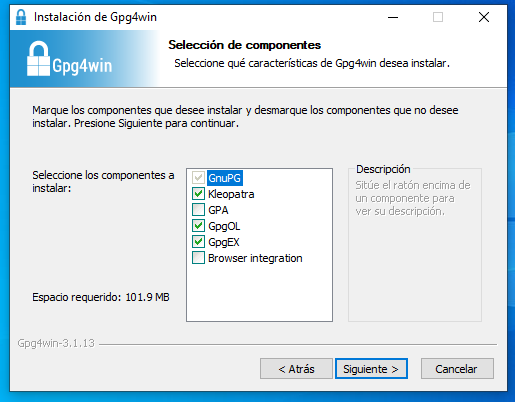 Instalación de Gpg4win
Gpg4win
Selección de componentes
Seleccione qué características de Gpg4win desea instalar.
Marque los componentes que desee instalar y desmarque los componentes que no desee
instalar. Presione Siguiente para continuar.
Seleccione los componentes a
instalar:
GnuPG
Kleopatra
GPA
GpgOL
GpgEX
Browser integration
Descripción
Sitúe el ratón encima de
un componente para
ver su descripción.
Espacio requerido: 101.9 MB
Gpg4win-3.1.13
< Atrás
Siguiente >
Cancelar